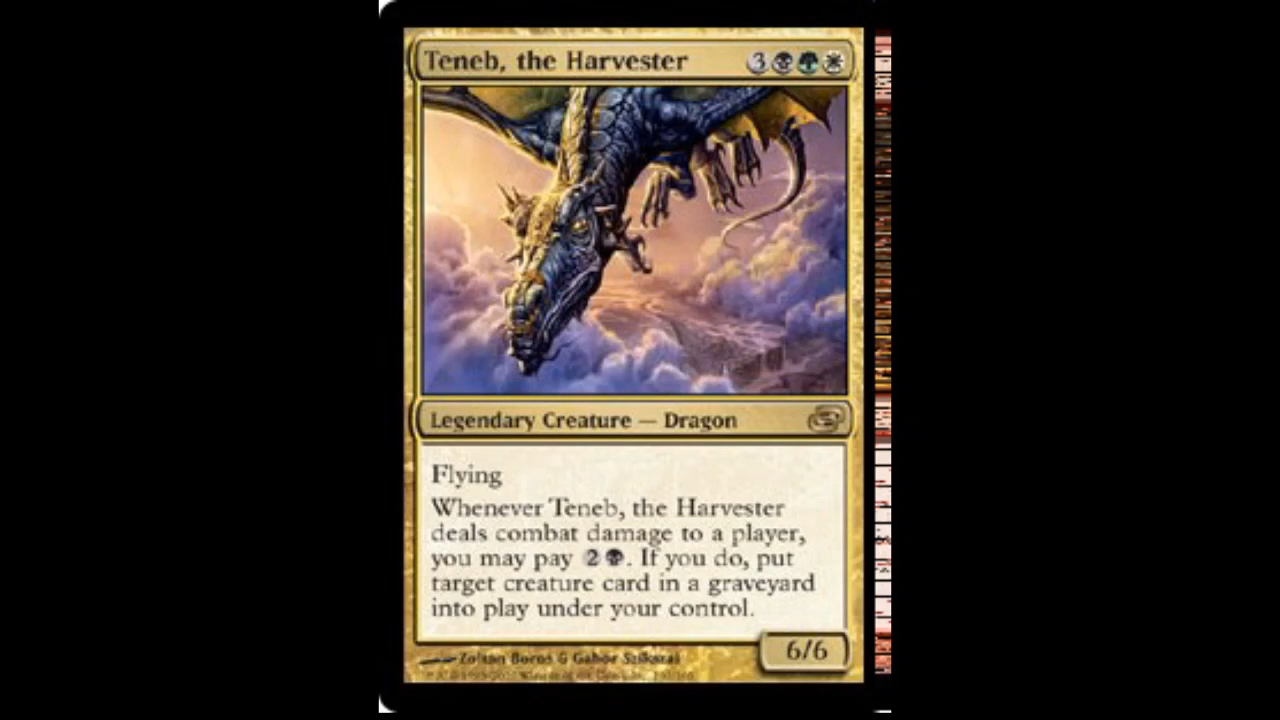 Teneb, the Harvester 3
Legendary Creature — Dragon
Flying
Whenever Teneb, the Harvester
deals combat damage to a player,
you may pay 2 . If you do, put
target creature card in a graveyard
into play under your control.
6/6
Zoltan Boros & Gabor Szikszai